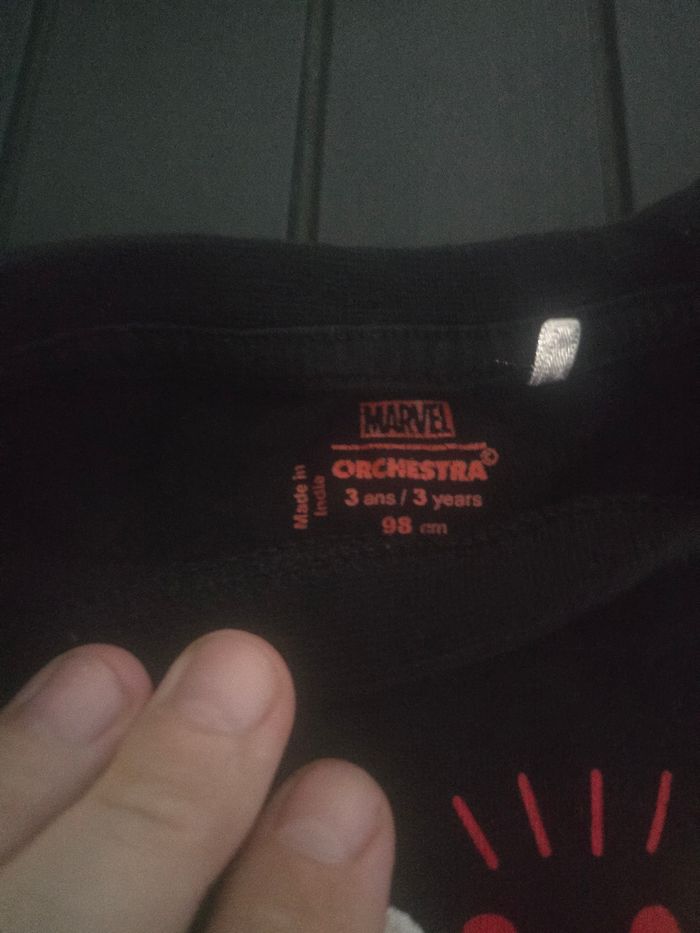 MARVEL
ORCHESTRA©
3 ans / 3 years
98 cm
Made in
India